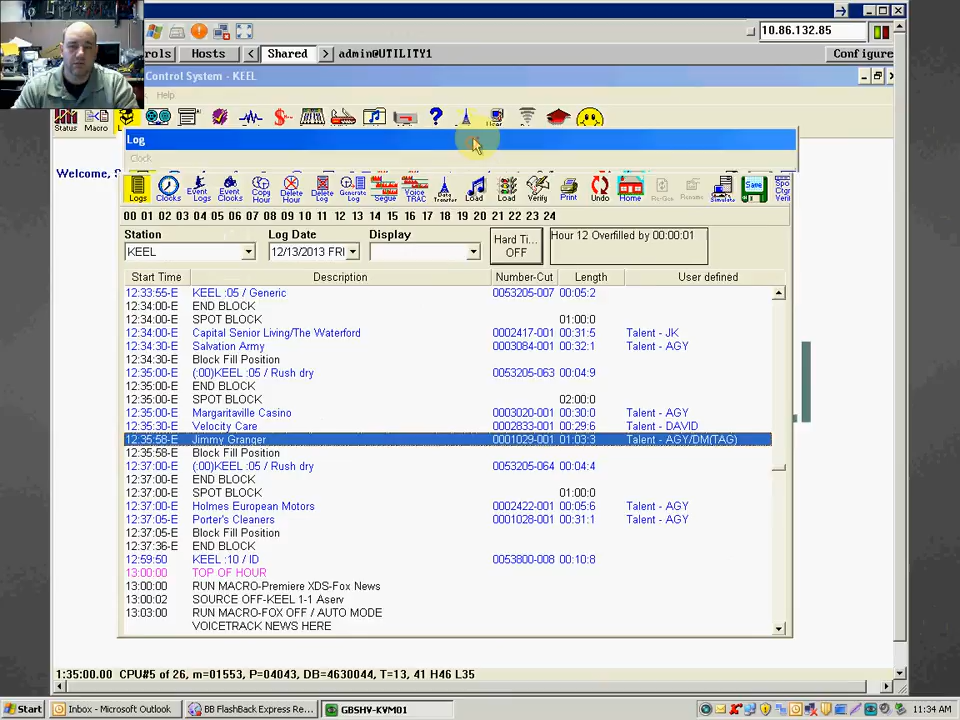 10.86.132.85
rols Hosts < Shared > admin@UTILITY1 Configure
Control System - KEEL
Help
Status Macro
Welcome, S
Log
Clock
Logs Clocks Event Logs Event Clocks Copy Hour Delete Hour Delete Log Generate Log Segue Voice TRAC Data Transfer Load Load Verify Print Undo Home Re-Gen Rename Simulate Save Spo Chr Veri
00 01 02 03 04 05 06 07 08 09 10 11 12 13 14 15 16 17 18 19 20 21 22 23 24
Station Log Date Display Hard Ti... OFF Hour 12 Overfilled by 00:00:01
KEEL 12/13/2013 FRI
Start Time Description Number-Cut Length User defined
12:33:55-E KEEL :05 / Generic 0053205-007 00:05:2
12:34:00-E END BLOCK
12:34:00-E SPOT BLOCK 01:00:0
12:34:00-E Capital Senior Living/The Waterford 0002417-001 00:31:5 Talent - JK
12:34:30-E Salvation Army 0003084-001 00:32:1 Talent - AGY
12:34:30-E Block Fill Position
12:35:00-E (:00)KEEL :05 / Rush dry 0053205-063 00:04:9
12:35:00-E END BLOCK
12:35:00-E SPOT BLOCK 02:00:0
12:35:00-E Margaritaville Casino 0003020-001 00:30:0 Talent - AGY
12:35:30-E Velocity Care 0002833-001 00:29:6 Talent - DAVID
12:35:58-E Jimmy Granger 0001029-001 01:03:3 Talent - AGY/DM(TAG)
12:35:58-E Block Fill Position
12:37:00-E (:00)KEEL :05 / Rush dry 0053205-064 00:04:4
12:37:00-E END BLOCK
12:37:00-E SPOT BLOCK 01:00:0
12:37:00-E Holmes European Motors 0002422-001 00:05:6 Talent - AGY
12:37:05-E Porter's Cleaners 0001028-001 00:31:1 Talent - AGY
12:37:05-E Block Fill Position
12:37:36-E END BLOCK
12:59:50 KEEL :10 / ID 0053800-008 00:10:8
13:00:00 TOP OF HOUR
13:00:00 RUN MACRO-Premiere XDS-Fox News
13:00:02 SOURCE OFF-KEEL 1-1 Aserv
13:03:00 RUN MACRO-FOX OFF / AUTO MODE
VOICETRACK NEWS HERE
1:35:00.00 CPU#5 of 26, m=01553, P=04043, DB=4630044, T=13, 41 H46 L35
Start Inbox - Microsoft Outlook BB FlashBack Express Re... GBSHV-KVM01 11:34 AM